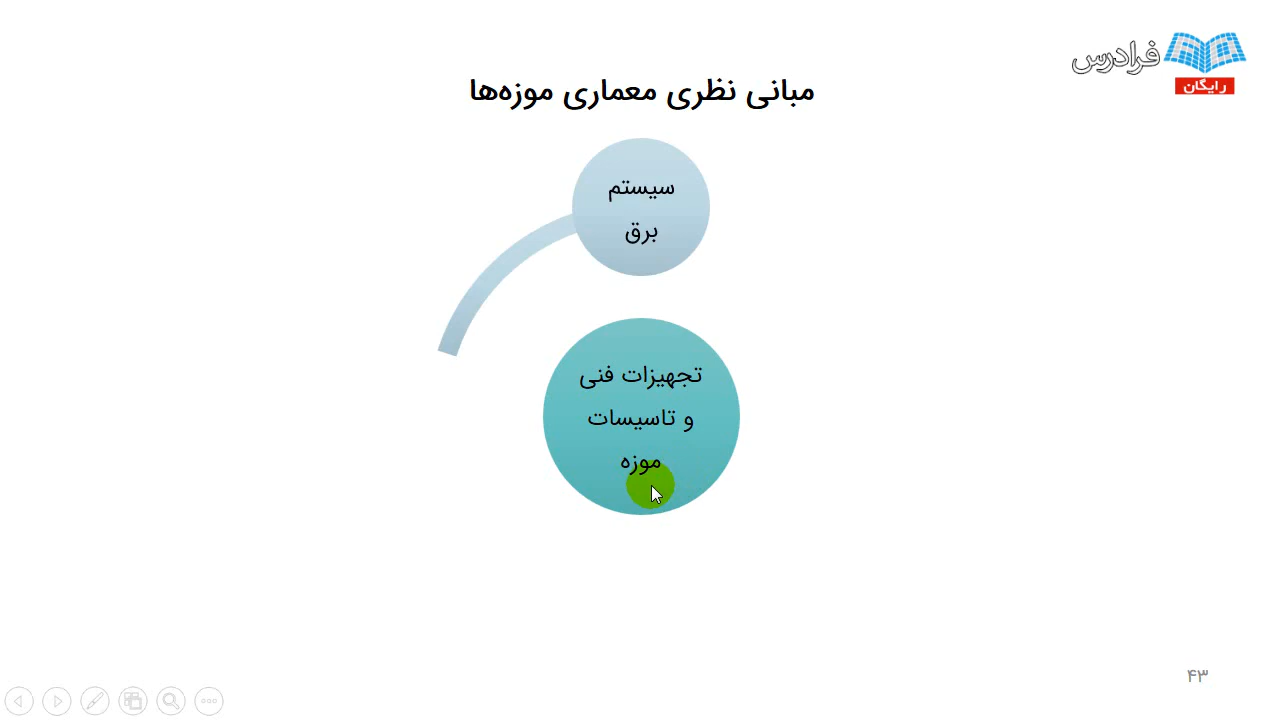 فرادرس
رایگان
مبانی نظری معماری موزه‌ها
سیستم
برق
تجهیزات فنی
و تاسیسات
موزه
۴۳